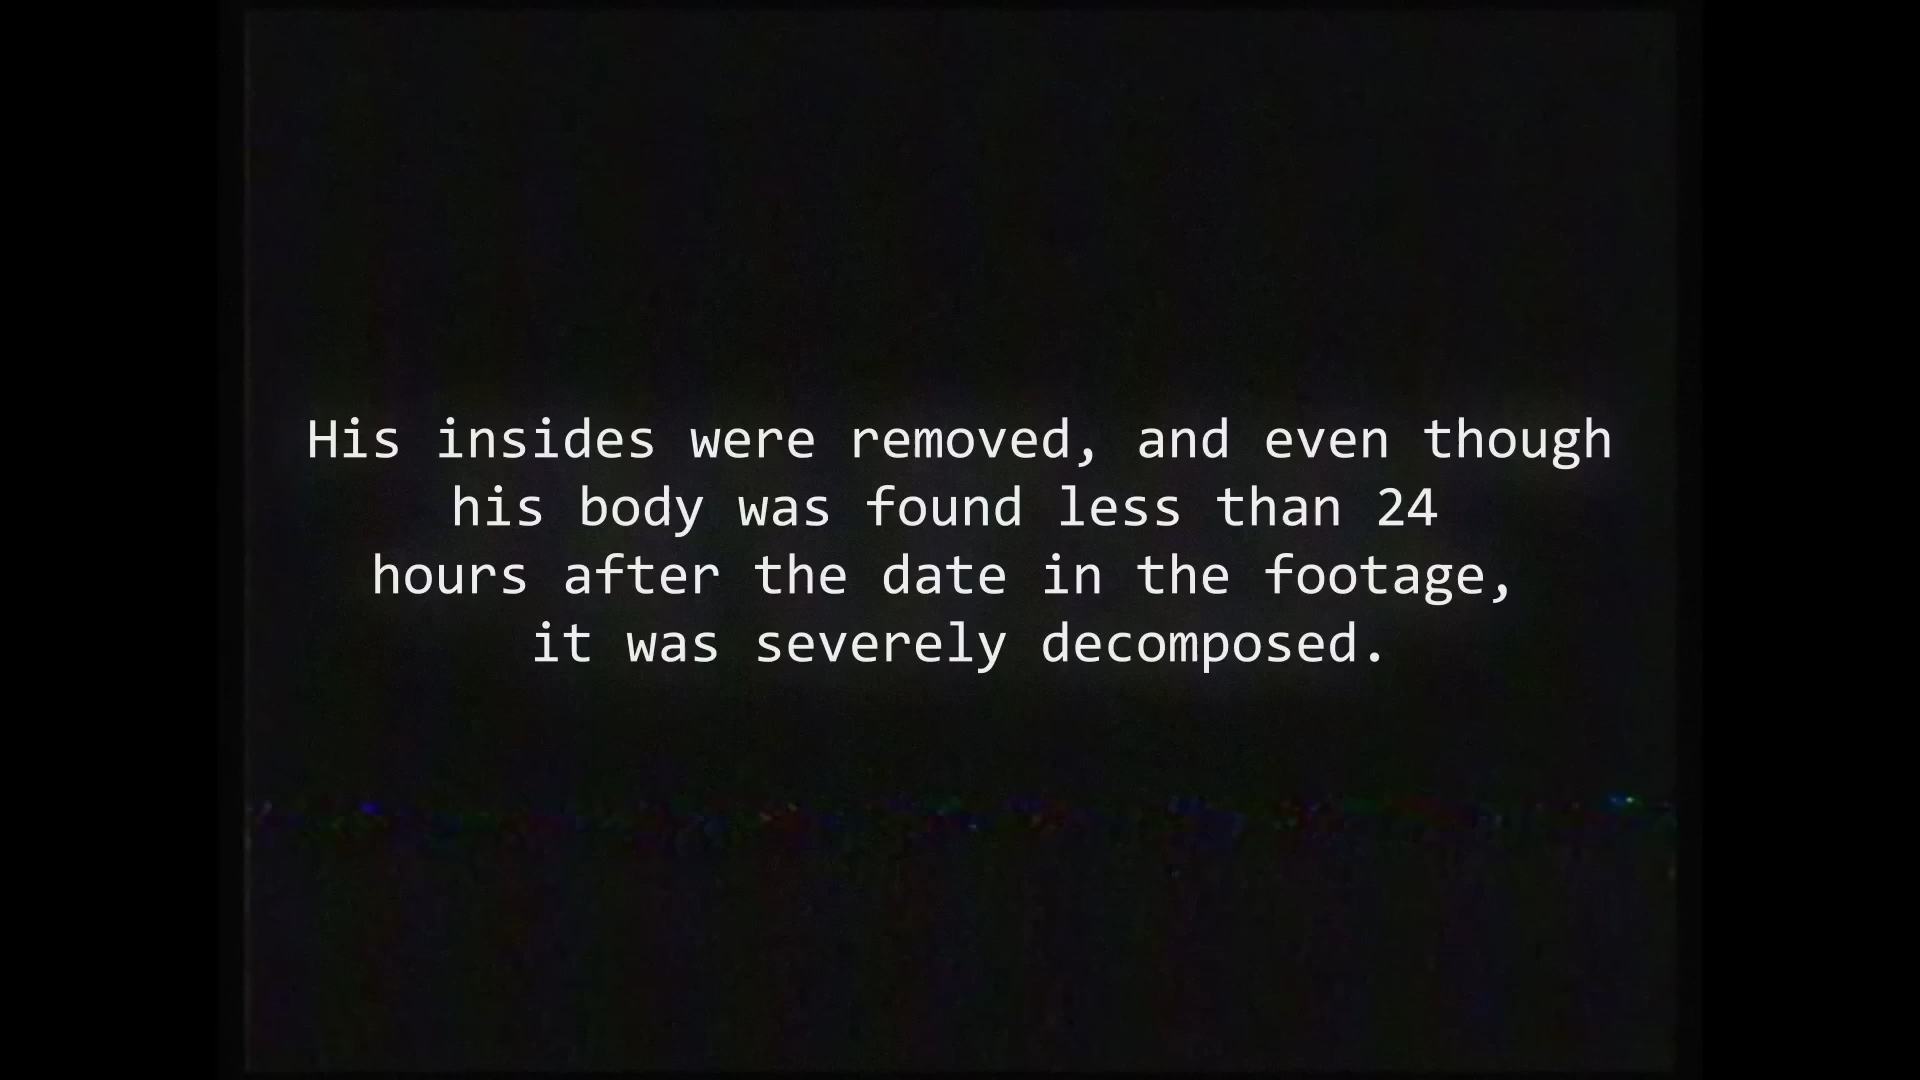 His insides were removed, and even though
his body was found less than 24
hours after the date in the footage,
it was severely decomposed.